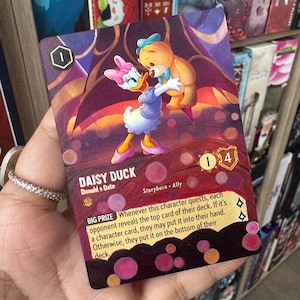 1
DAISY DUCK
Donald's Date
Storyborn • Ally
1 4
BIG PRIZE Whenever this character quests, each
opponent reveals the top card of their deck. If it's
a character card, they may put it into their hand.
Otherwise, they put it on the bottom of their
deck.